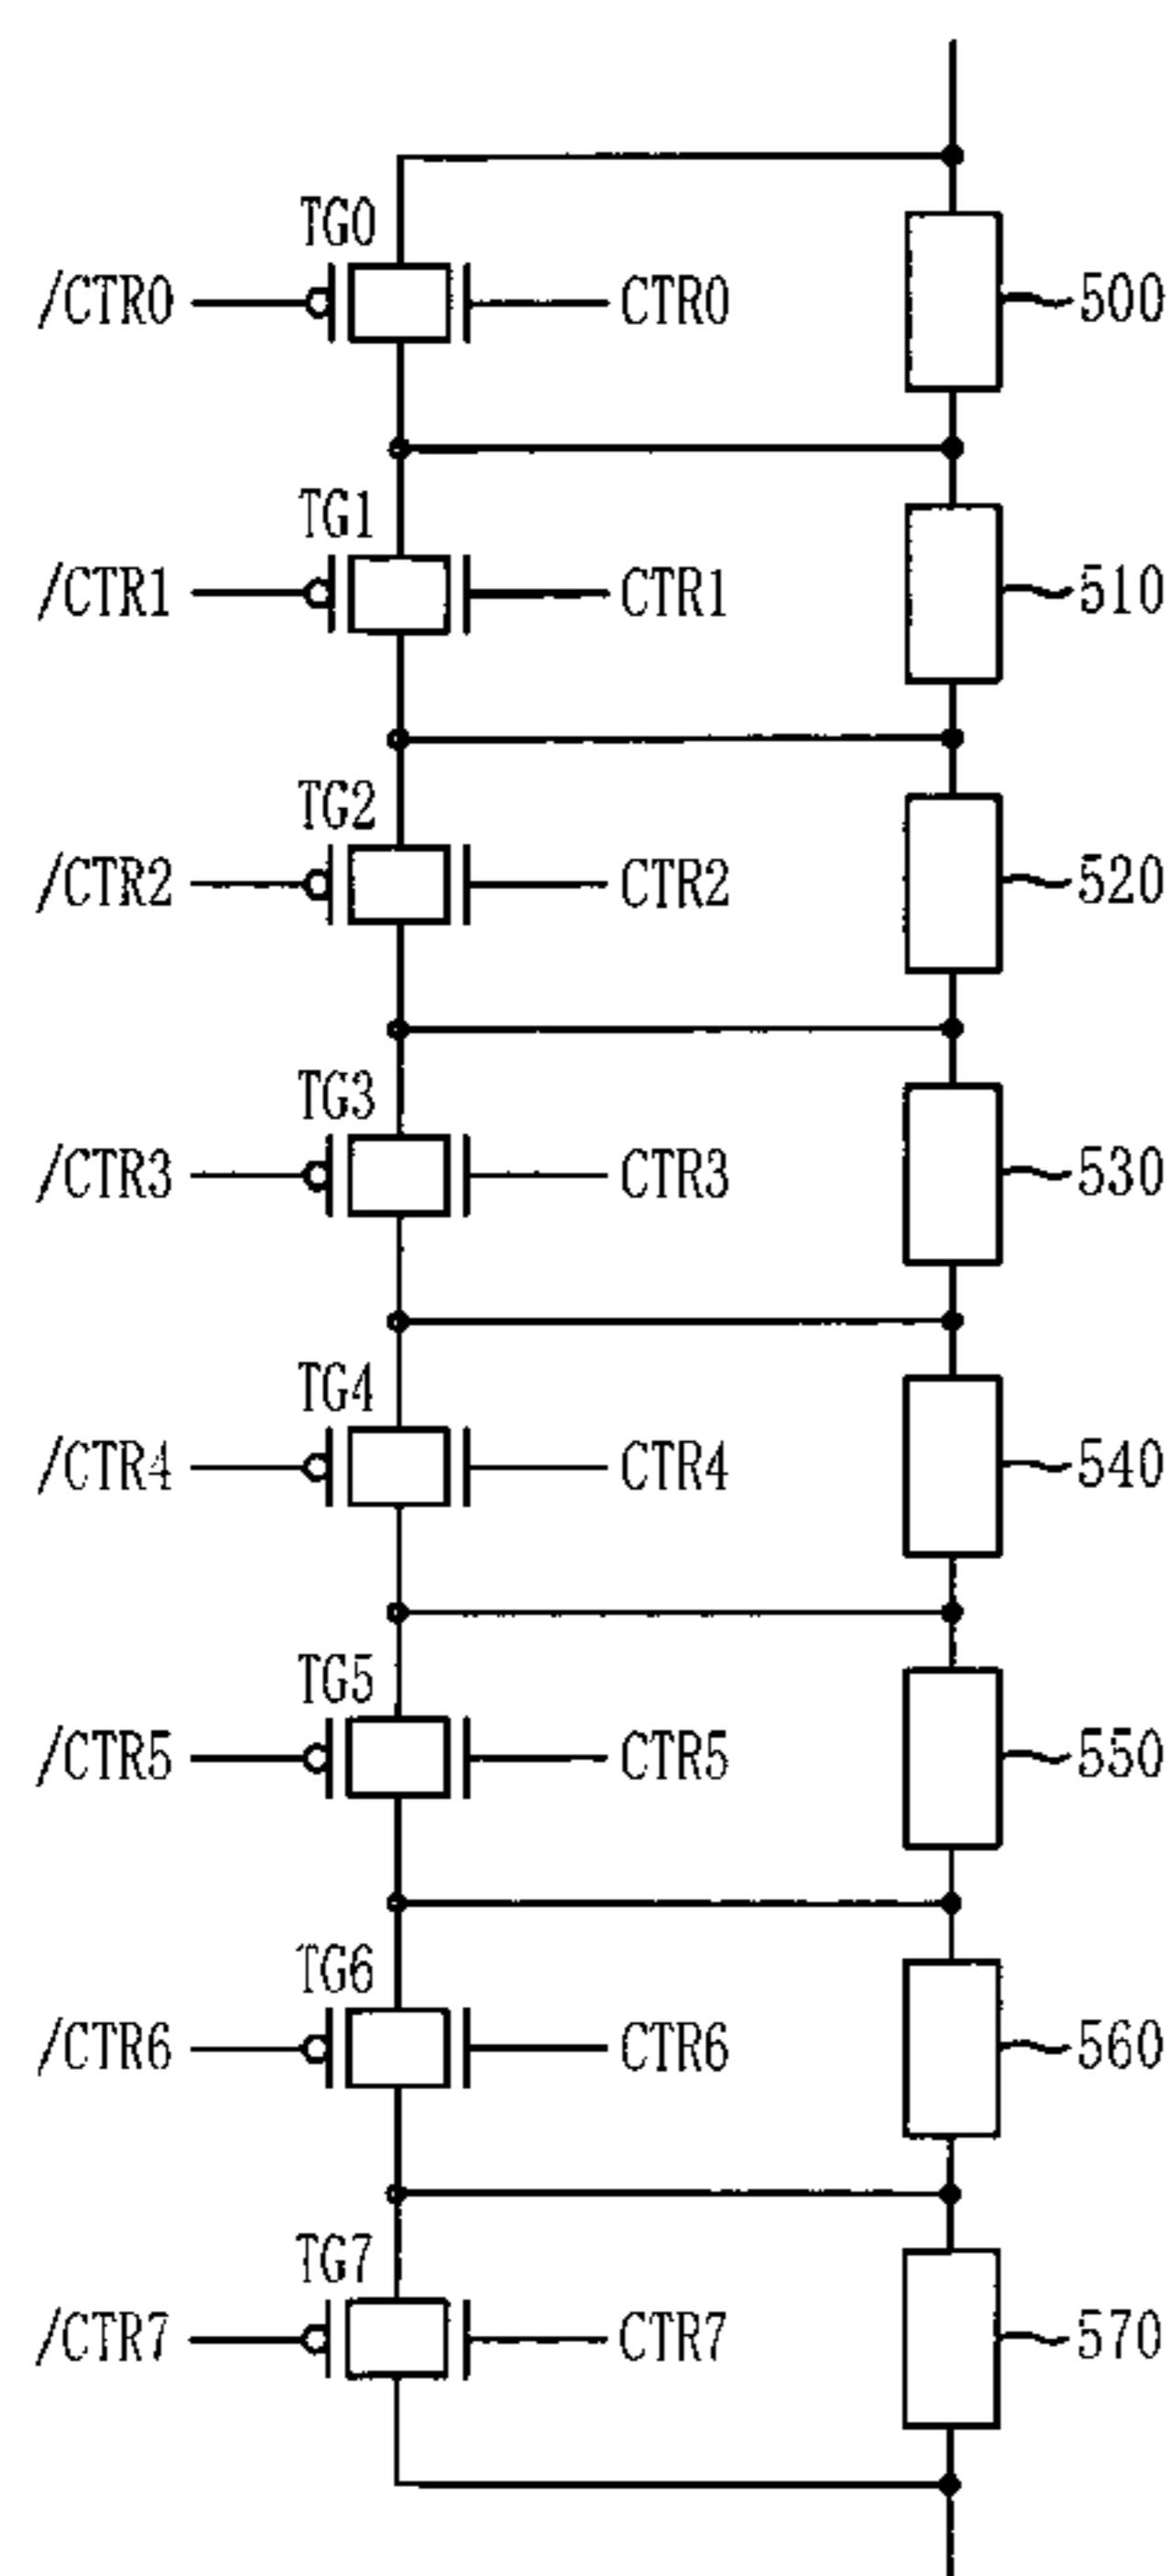 TG0
/CTR0 CTR0 500
TG1
/CTR1 CTR1 510
TG2
/CTR2 CTR2 520
TG3
/CTR3 CTR3 530
TG4
/CTR4 CTR4 540
TG5
/CTR5 CTR5 550
TG6
/CTR6 CTR6 560
TG7
/CTR7 CTR7 570